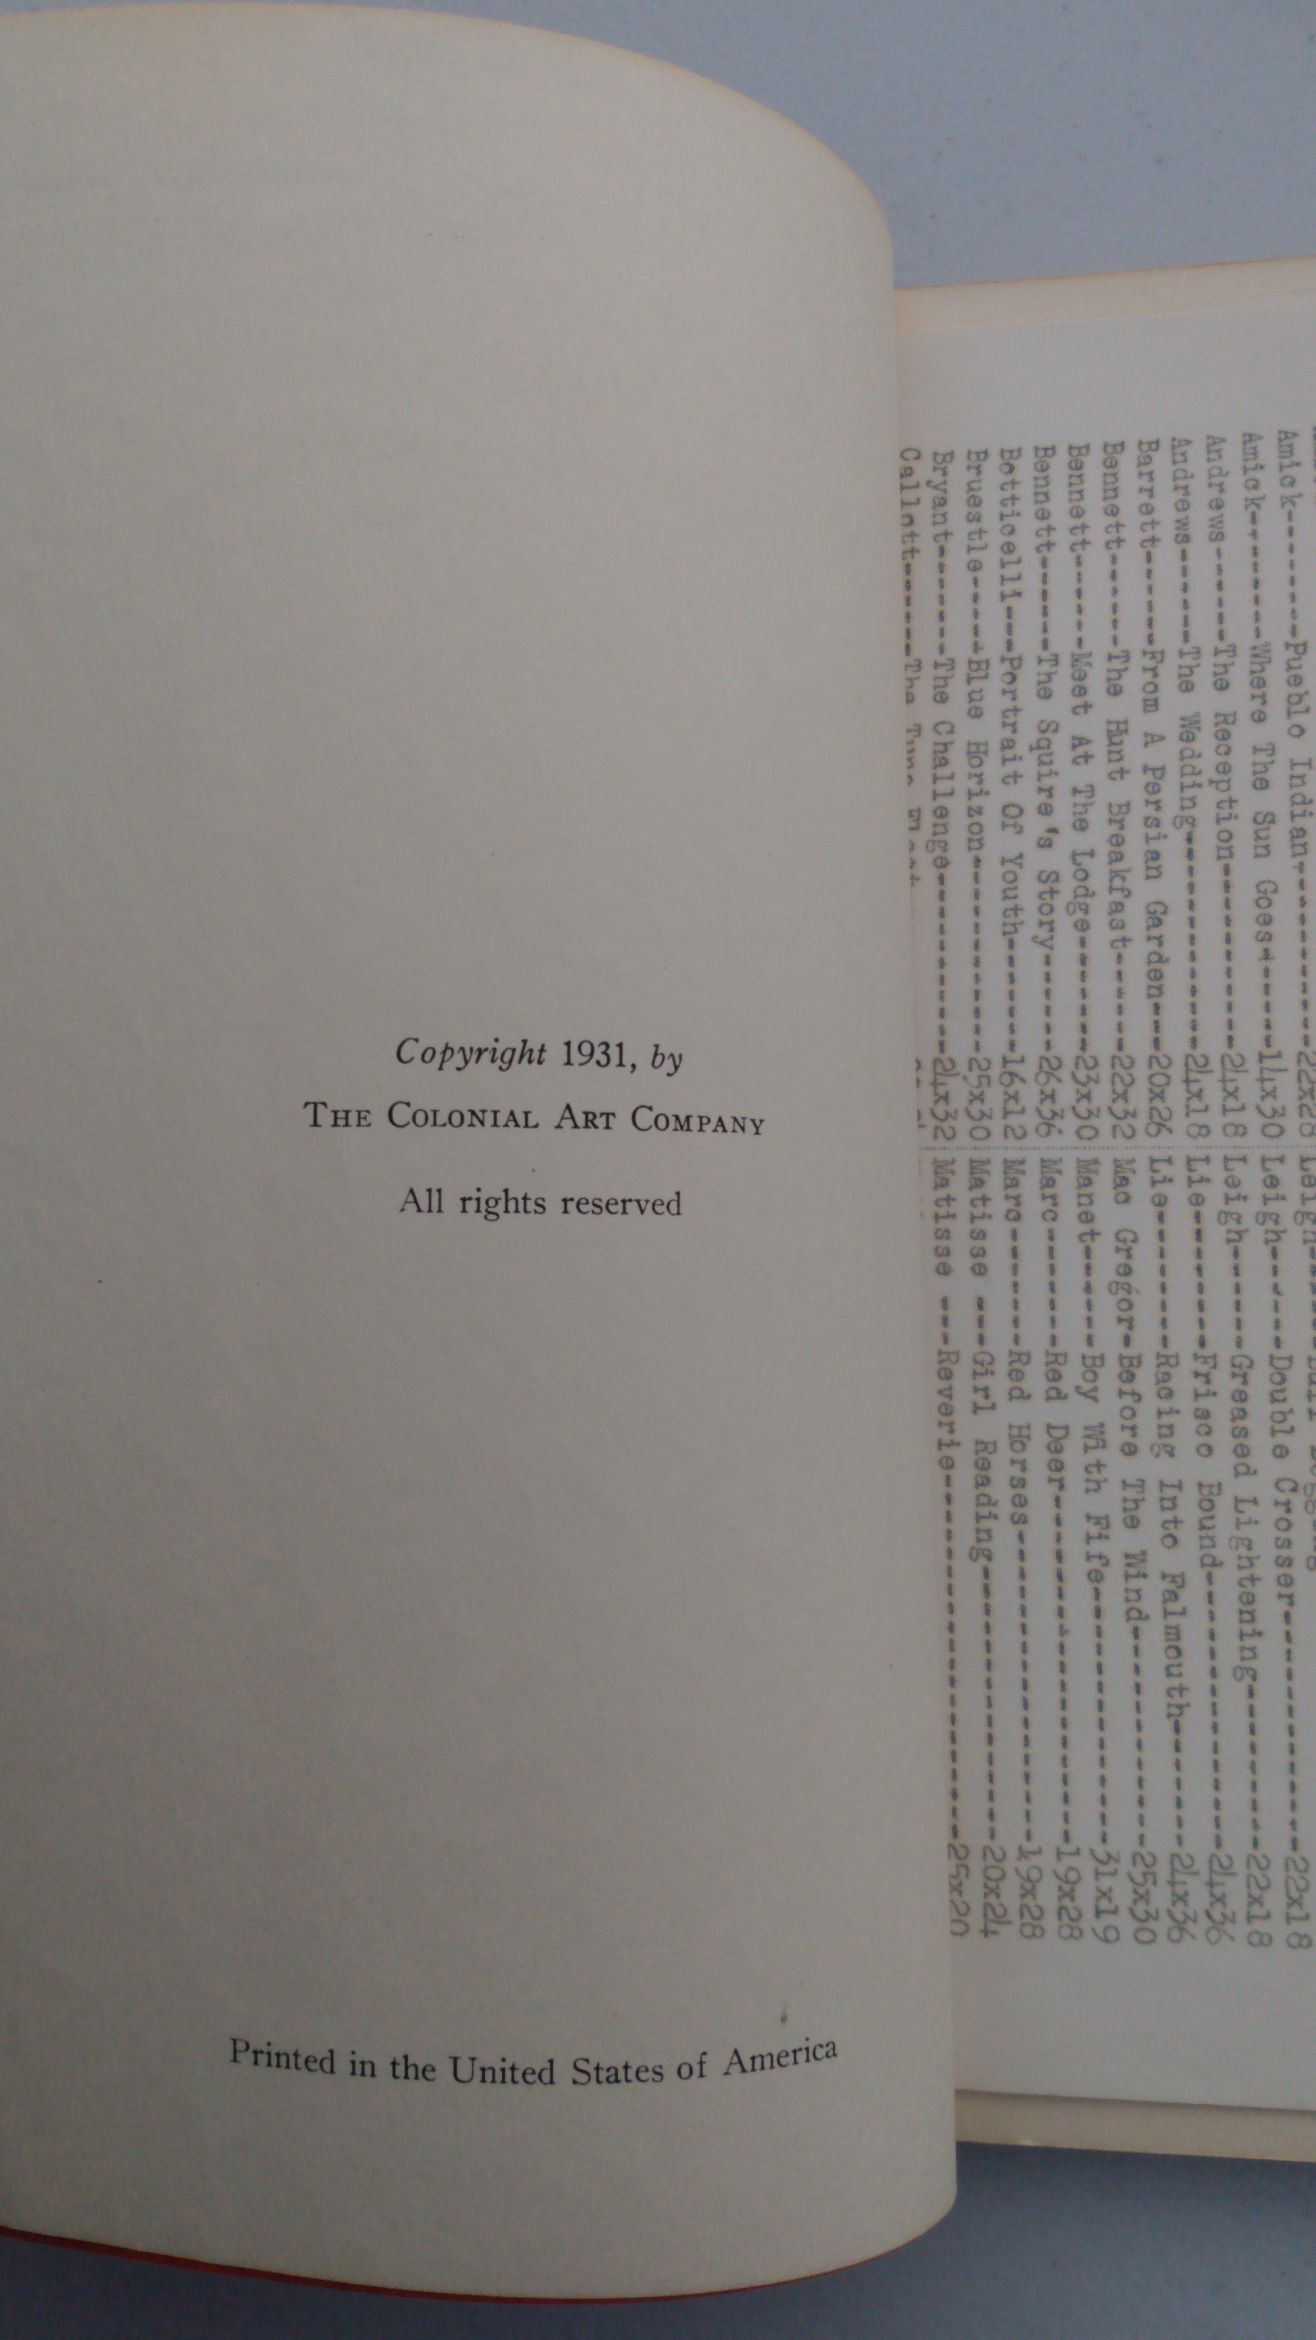 Copyright 1931, by
THE COLONIAL ART COMPANY
All rights reserved
Printed in the United States of America
Amick--------Pueblo Indian------------22x28
Amick--------Where The Sun Goes------14x30
Andrews------The Reception------------24x18
Andrews------The Wedding--------------24x18
Barrett------From A Persian Garden---20x26
Bennett------The Hunt Breakfast------22x32
Bennett------Meet At The Lodge--------23x30
Bennett------The Squire's Story------26x36
Botticelli---Portrait Of Youth--------16x12
Bruestle-----Blue Horizon-------------25x30
Bryant-------The Challenge------------24x32
Callott------The
Leigh------Double Crosser--------------22x18
Leigh------Greased Lightening----------22x18
Lie--------Frisco Bound----------------24x36
Lie--------Racing Into Falmouth--------24x36
Mac Gregor-Before The Wind-------------25x30
Manet------Boy With Fife---------------31x19
Marc-------Red Deer--------------------19x28
Marc-------Red Horses------------------19x28
Matisse ---Girl Reading----------------20x24
Matisse ---Reverie---------------------25x20